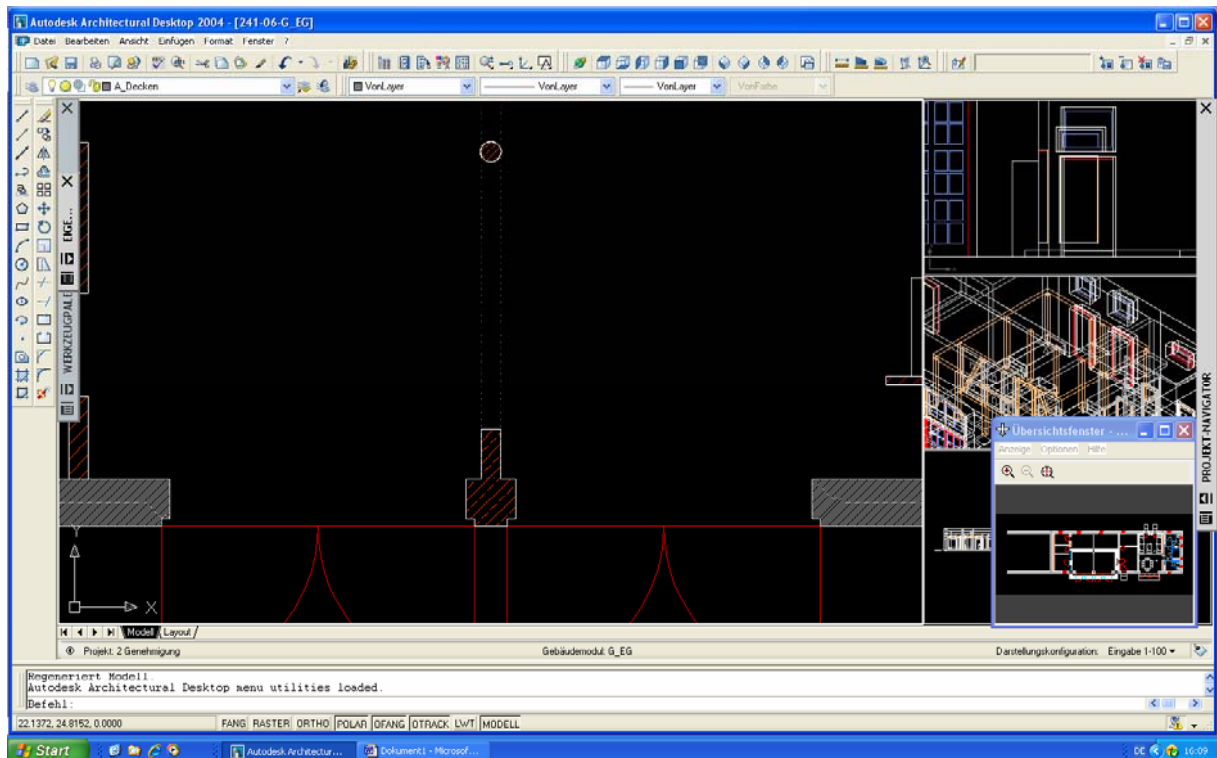 Autodesk Architectural Desktop 2004 - [241-06-G_EG]
Datei Bearbeiten Ansicht Einfügen Format Fenster ?
A_Decken VonLayer VonLayer VonLayer VonFarbe
EIGE...
WERKZEUGPALE
PROJEKT-NAVIGATOR
Übersichtsfenster - ...
Anzeige Optionen Hilfe
Y
X
Modell Layout
Projekt: 2 Genehmigung Gebäudemodul: G_EG Darstellungskonfiguration: Eingabe 1-100
Regeneriert Modell.
Autodesk Architectural Desktop menu utilities loaded.
Befehl:
22.1372, 24.8152, 0.0000 FANG RASTER ORTHO POLAR OFANG OTRACK LWT MODELL
Start Autodesk Architectur... Dokument1 - Microsof... DE 16:09